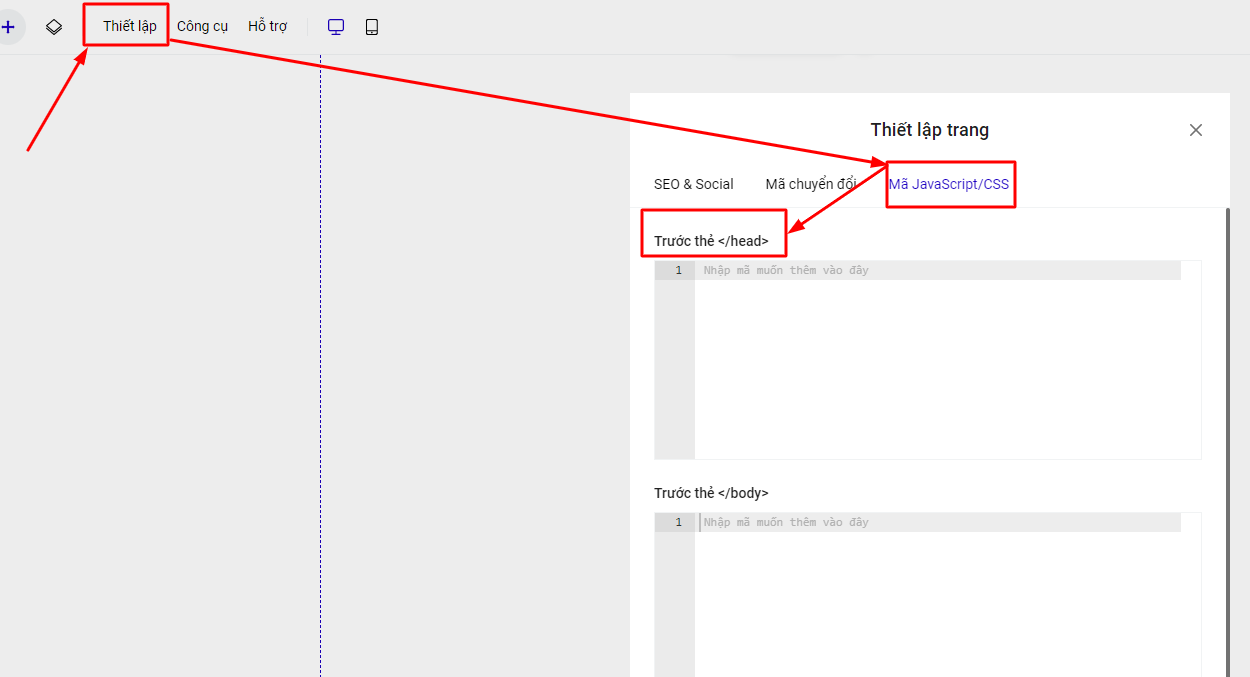 Thiết lập Công cụ Hỗ trợ
Thiết lập trang
SEO & Social Mã chuyển đổi Mã JavaScript/CSS
Trước thẻ </head>
1 Nhập mã muốn thêm vào đây
Trước thẻ </body>
1 Nhập mã muốn thêm vào đây